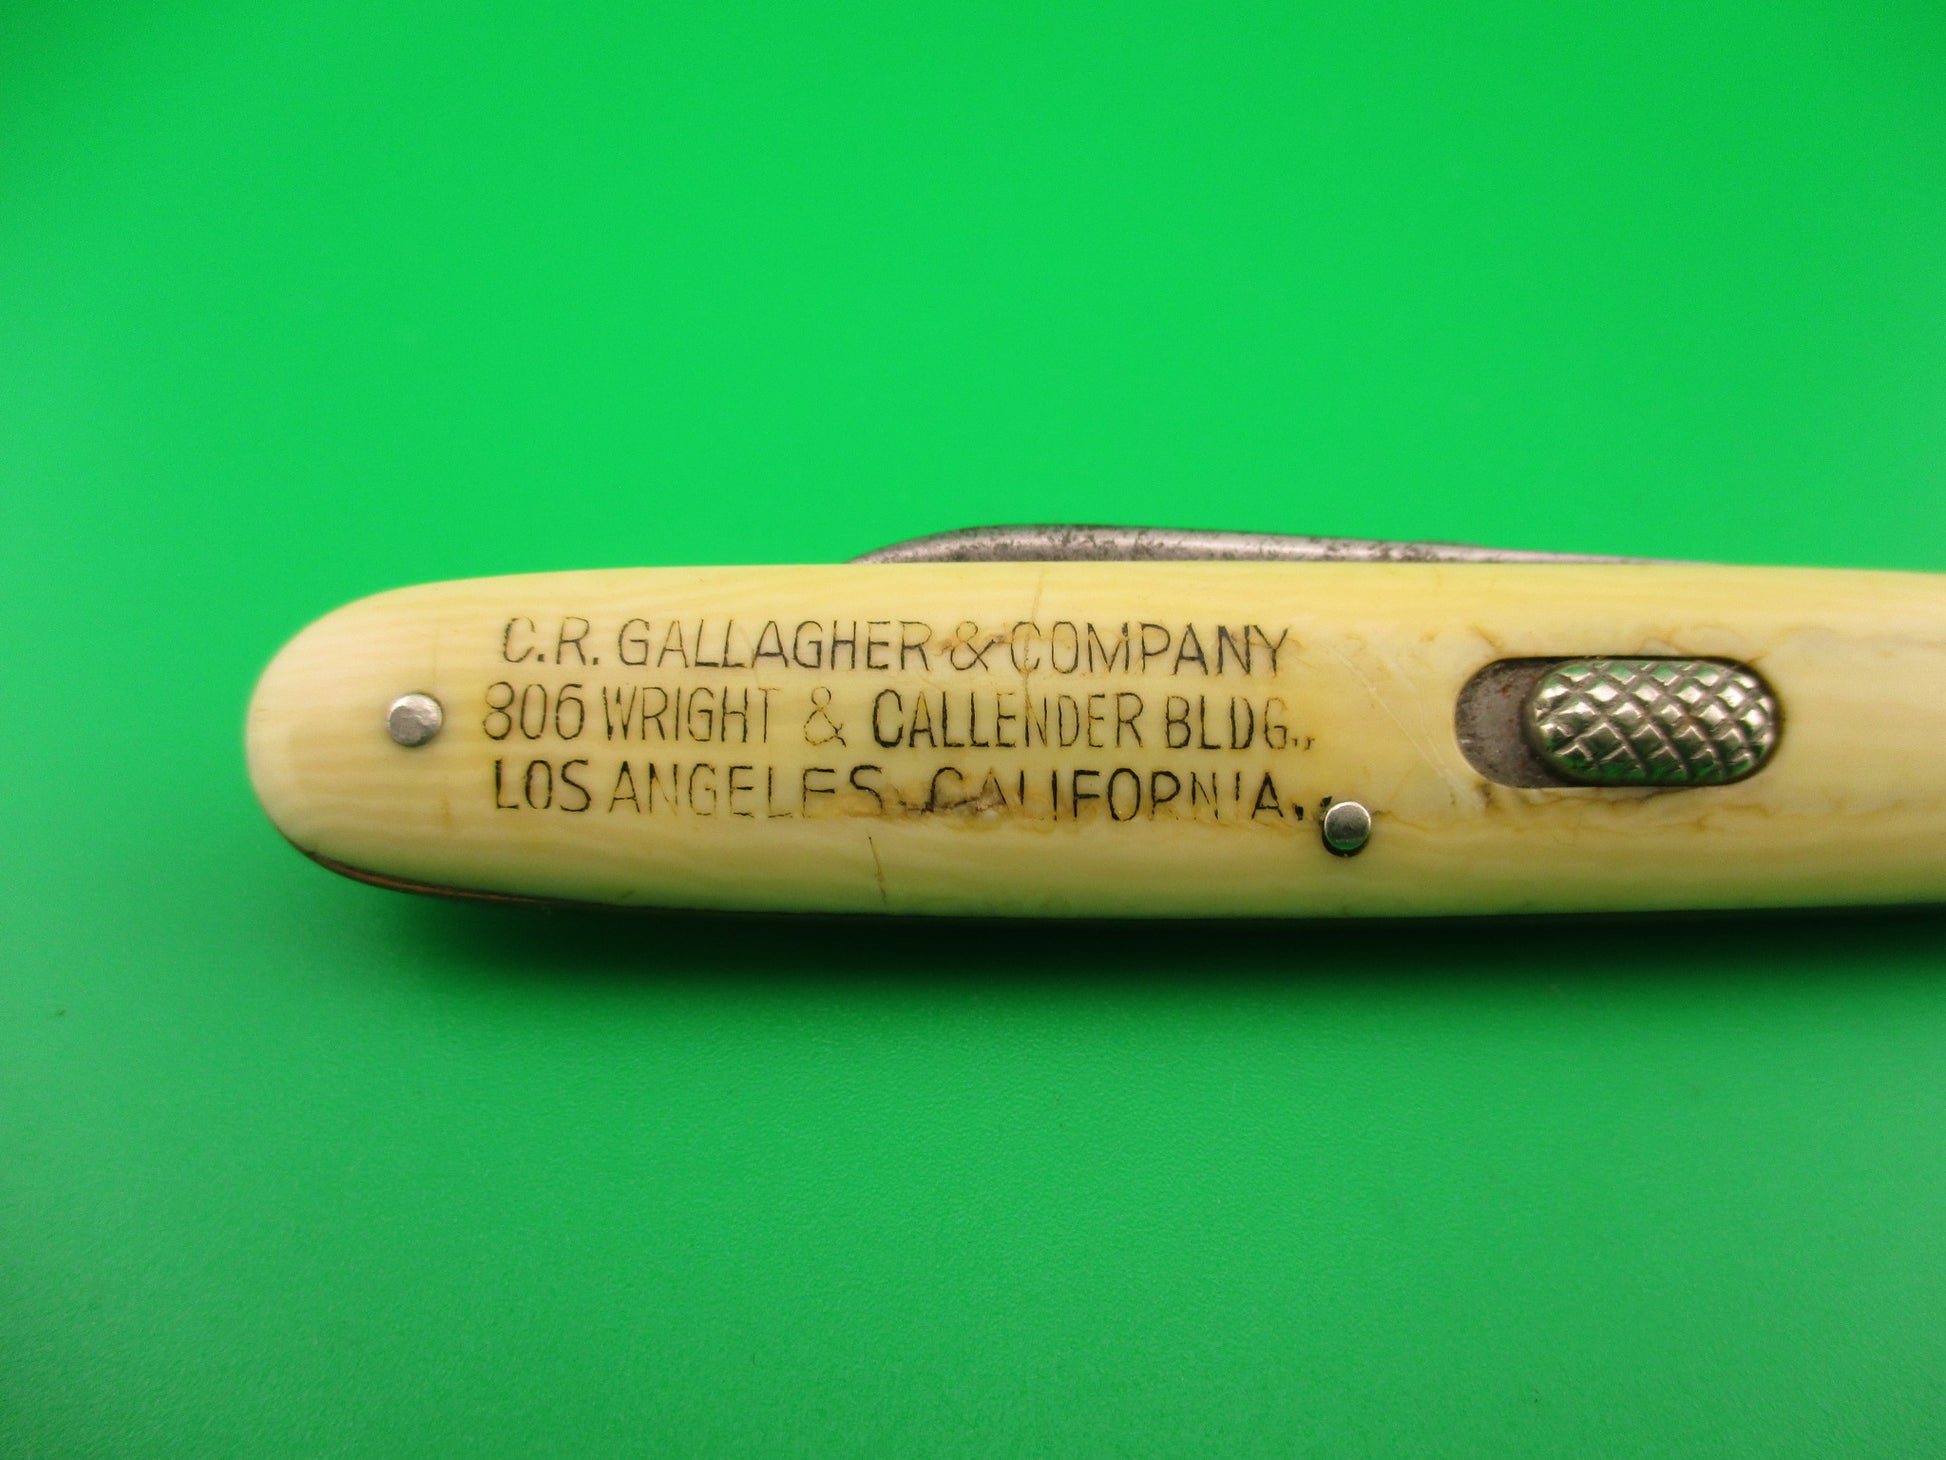 C.R. GALLAGHER & COMPANY
806 WRIGHT & CALLENDER BLDG.,
LOS ANGELES, CALIFORNIA.